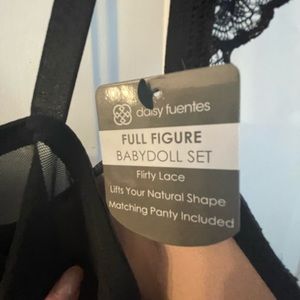 daisy fuentes
FULL FIGURE
BABYDOLL SET
Flirty Lace
Lifts Your Natural Shape
Matching Panty Included